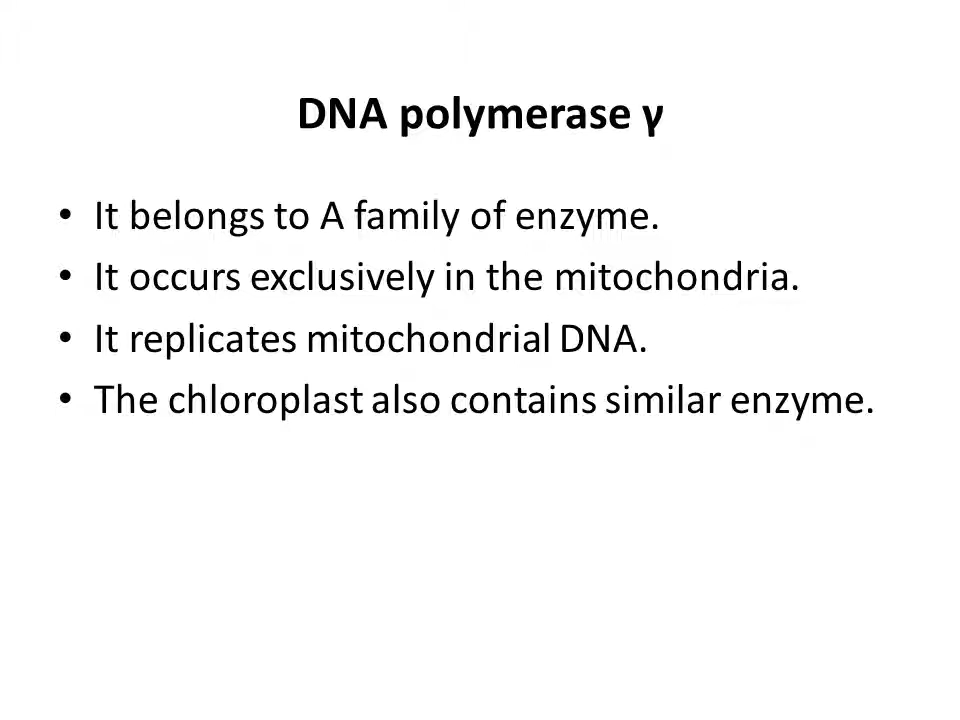 DNA polymerase γ
• It belongs to A family of enzyme.
• It occurs exclusively in the mitochondria.
• It replicates mitochondrial DNA.
• The chloroplast also contains similar enzyme.